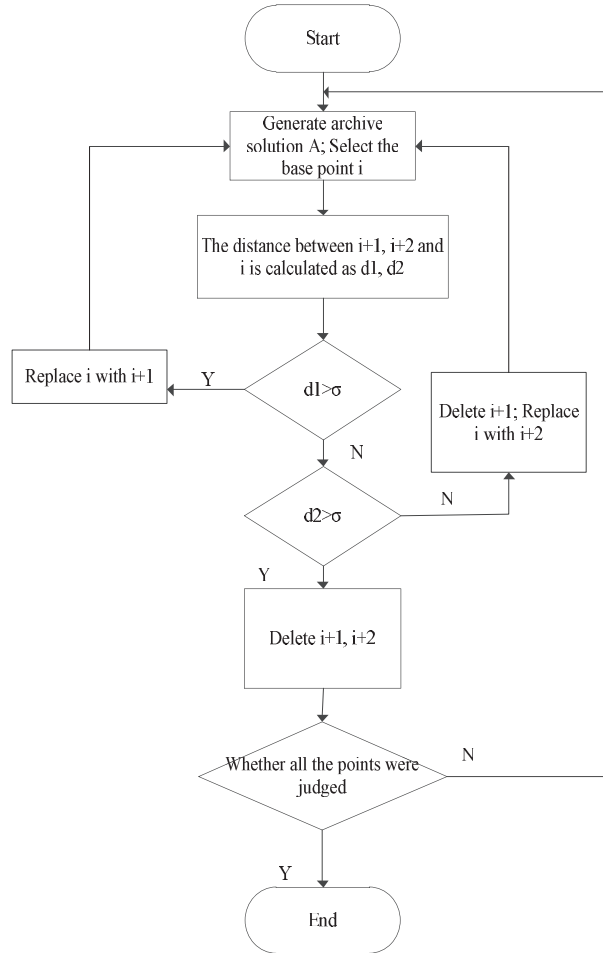 Start
Generate archive
solution A; Select the
base point i
The distance between i+1, i+2 and
i is calculated as d1, d2
Replace i with i+1
Y
d1>σ
N
Delete i+1; Replace
i with i+2
d2>σ
N
Y
Delete i+1, i+2
Whether all the points were
judged
N
Y
End